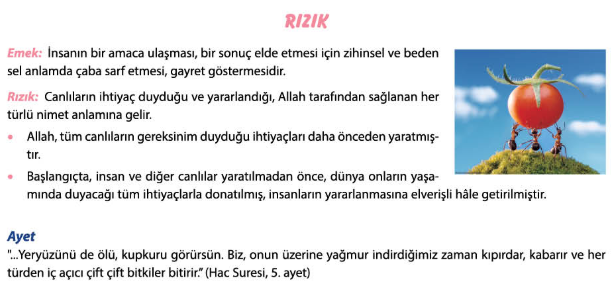 RIZIK
Emek: İnsanın bir amaca ulaşması, bir sonuç elde etmesi için zihinsel ve beden
sel anlamda çaba sarf etmesi, gayret göstermesidir.
Rızık: Canlıların ihtiyaç duyduğu ve yararlandığı, Allah tarafından sağlanan her
türlü nimet anlamına gelir.
• Allah, tüm canlıların gereksinim duyduğu ihtiyaçları daha önceden yaratmış-
tır.
• Başlangıçta, insan ve diğer canlılar yaratılmadan önce, dünya onların yaşa-
mında duyacağı tüm ihtiyaçlarla donatılmış, insanların yararlanmasına elverişli hâle getirilmiştir.
Ayet
"...Yeryüzünü de ölü, kupkuru görürsün. Biz, onun üzerine yağmur indirdiğimiz zaman kıpırdar, kabarır ve her
türden iç açıcı çift çift bitkiler bitirir." (Hac Suresi, 5. ayet)